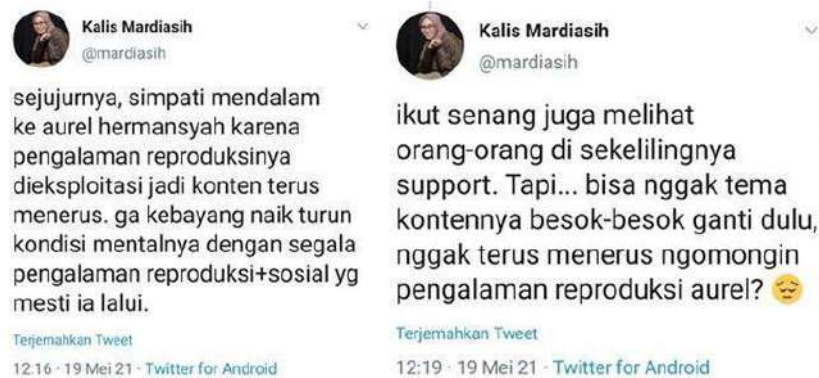 Kalis Mardiasih
@mardiasih
sejujurnya, simpati mendalam
ke aurel hermansyah karena
pengalaman reproduksinya
dieksploitasi jadi konten terus
menerus. ga kebayang naik turun
kondisi mentalnya dengan segala
pengalaman reproduksi+sosial yg
mesti ia lalui.
Terjemahkan Tweet
12.16 · 19 Mei 21 · Twitter for Android
Kalis Mardiasih
@mardiasih
ikut senang juga melihat
orang-orang di sekelilingnya
support. Tapi... bisa nggak tema
kontennya besok-besok ganti dulu,
nggak terus menerus ngomongin
pengalaman reproduksi aurel? 😔
Terjemahkan Tweet
12:19 · 19 Mei 21 · Twitter for Android